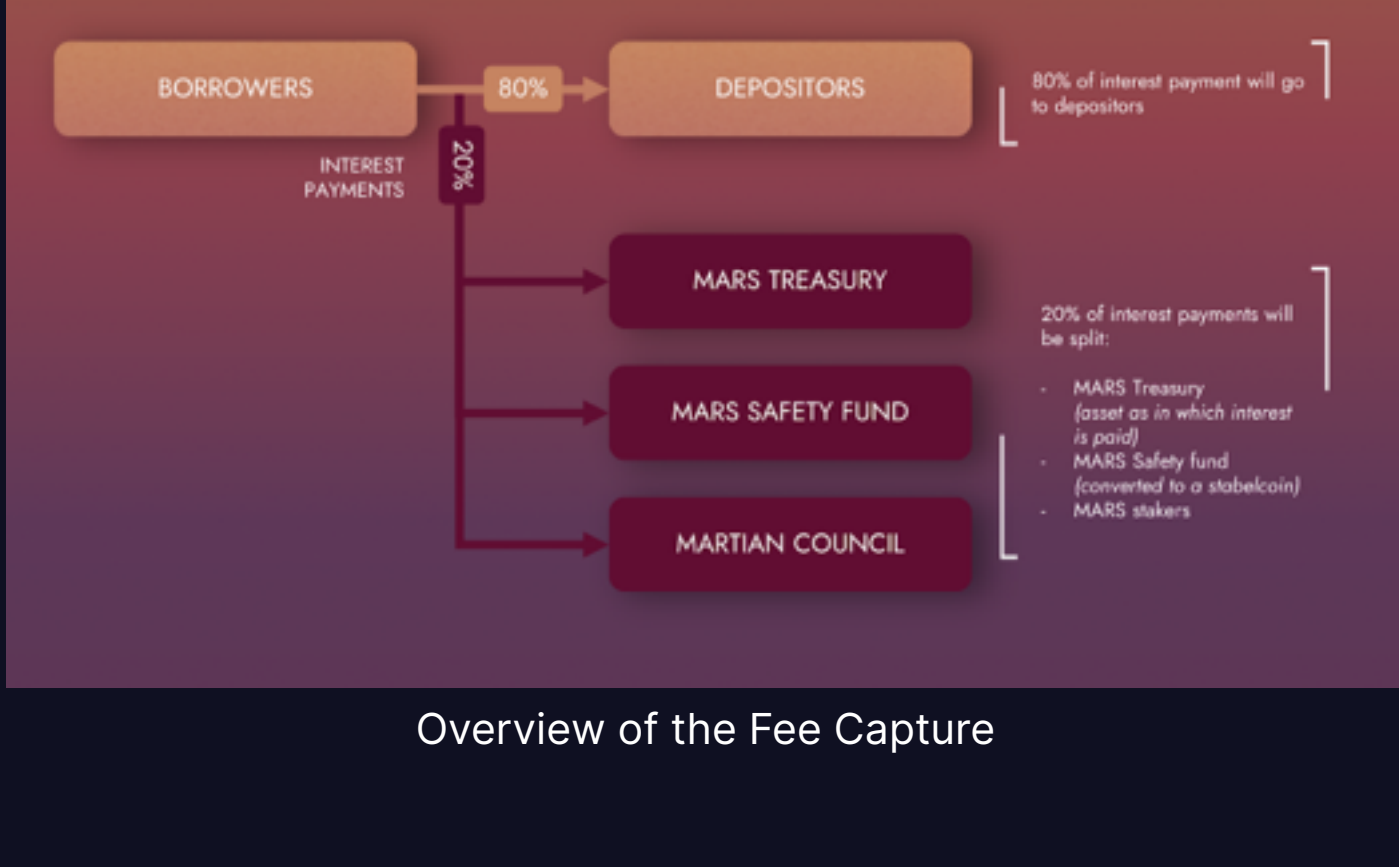 BORROWERS
80%
DEPOSITORS
80% of interest payment will go
to depositors
20%
INTEREST
PAYMENTS
MARS TREASURY
MARS SAFETY FUND
MARTIAN COUNCIL
20% of interest payments will
be split:
- MARS Treasury
(asset as in which interest
is paid)
- MARS Safety fund
(converted to a stabelcoin)
- MARS stakers
Overview of the Fee Capture